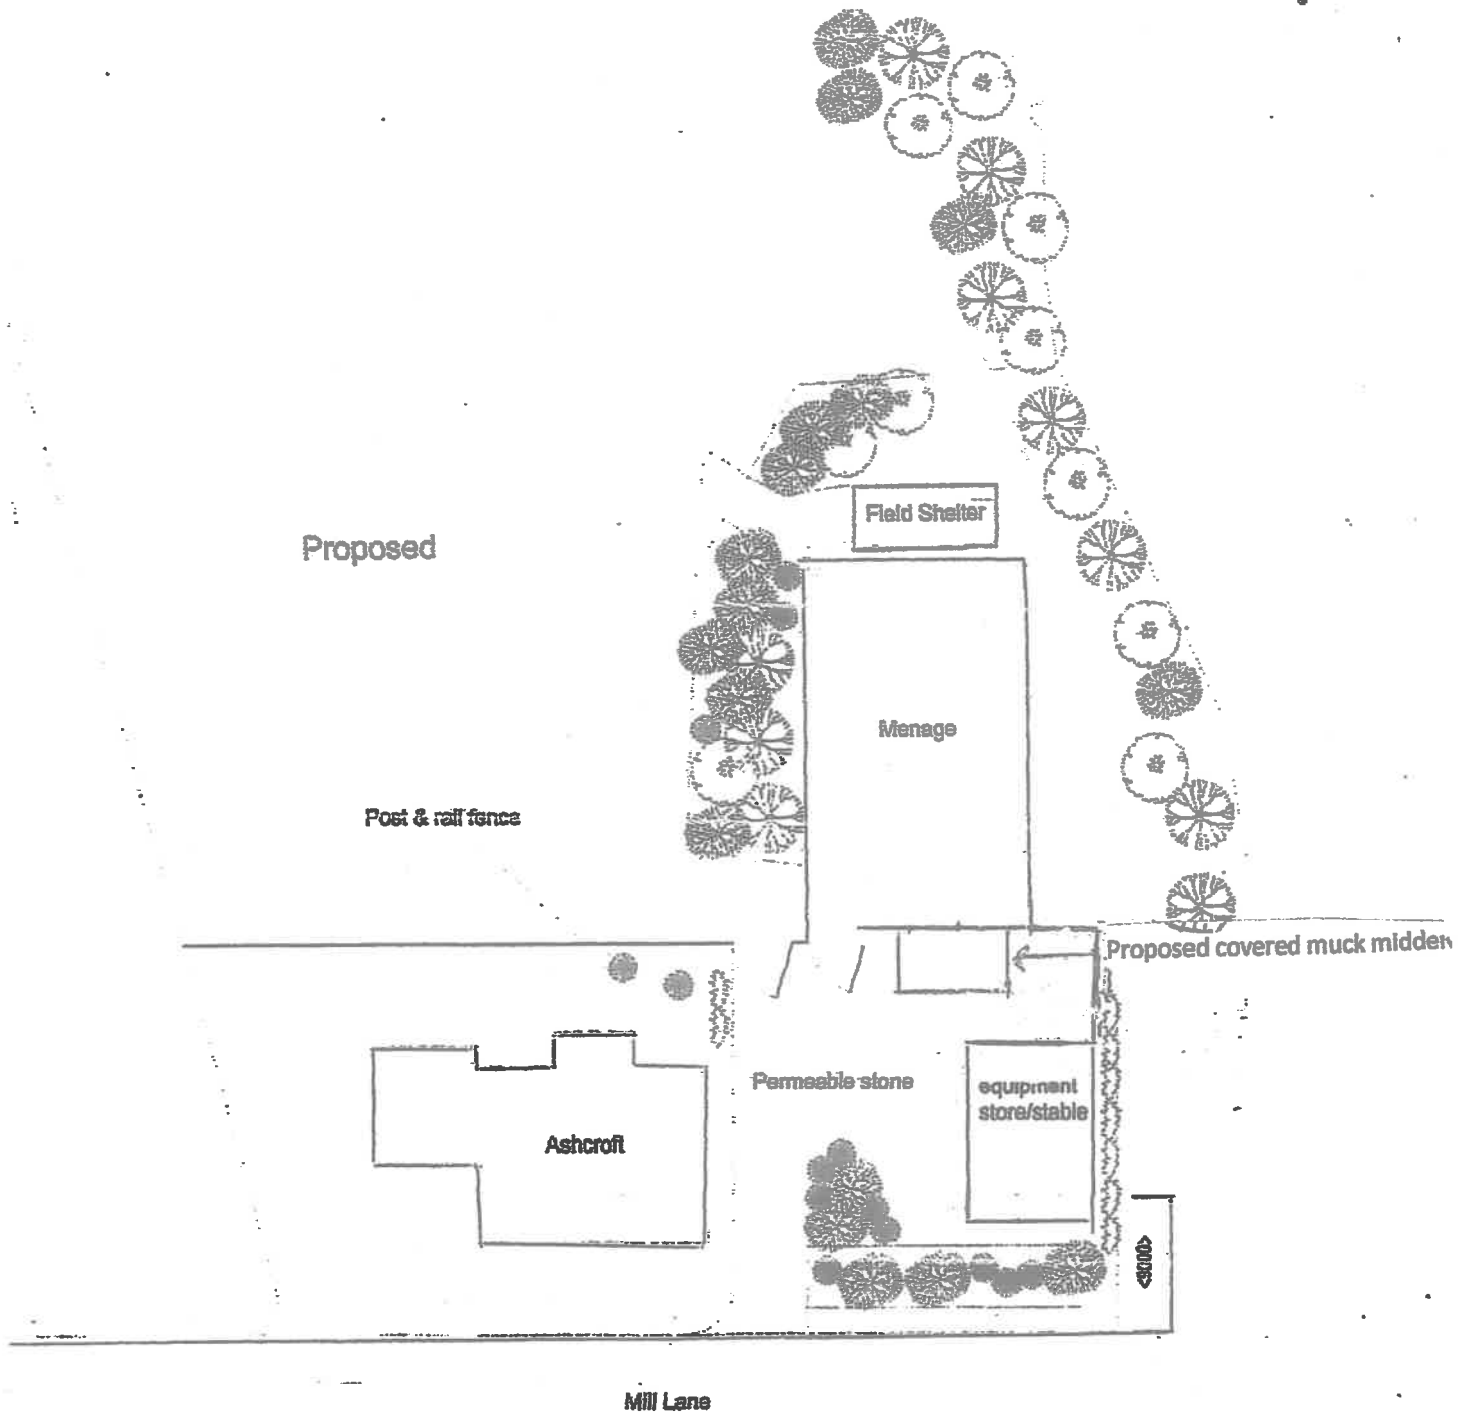 Field Shelter
Proposed
Menage
Post & rail fence
Proposed covered muck midden
Permeable stone
equipment
store/stable
Ashcroft
<9000>
Mill Lane